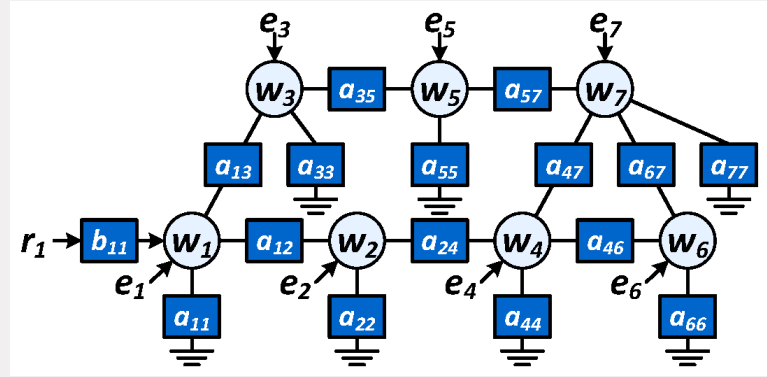 e3 e5 e7
w3 a35 w5 a57 w7
a13 a33 a55 a47 a67 a77
r1 b11 w1 a12 w2 a24 w4 a46 w6
e1 e2 e4 e6
a11 a22 a44 a66